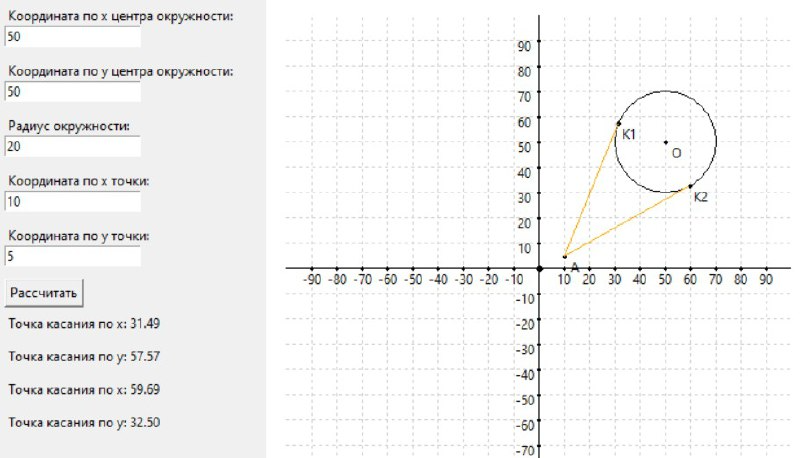 Координата по x центра окружности:
50
Координата по y центра окружности:
50
Радиус окружности:
20
Координата по x точки:
10
Координата по y точки:
5
Рассчитать
Точка касания по x: 31.49
Точка касания по y: 57.57
Точка касания по x: 59.69
Точка касания по y: 32.50
90
80
70
60
50
40
30
20
10
K1
O
K2
A
-90 -80 -70 -60 -50 -40 -30 -20 -10 10 20 30 40 50 60 70 80 90
-10
-20
-30
-40
-50
-60
-70